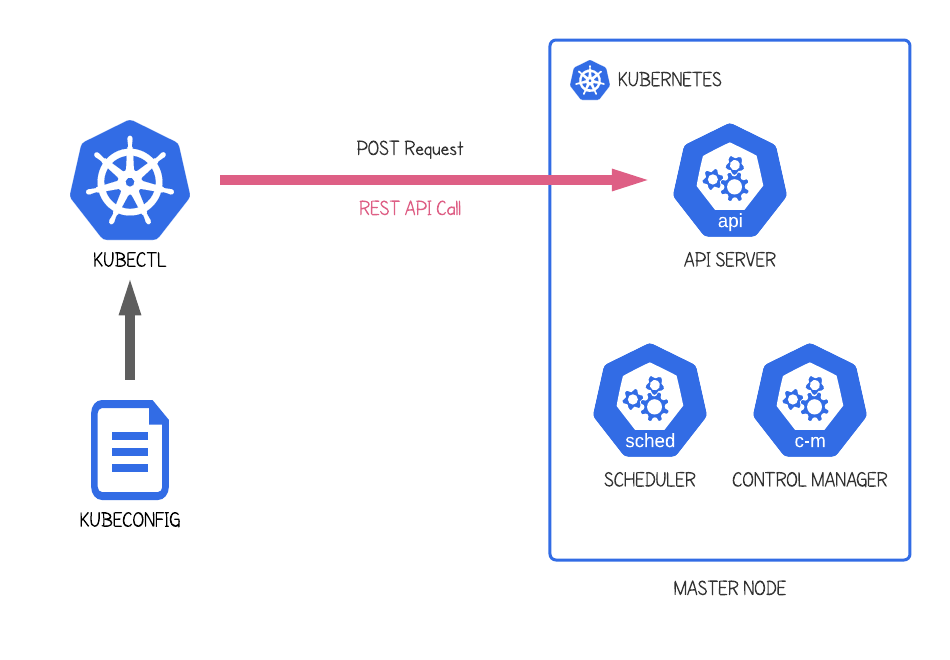 KUBERNETES
POST Request
REST API Call
api
KUBECTL
API SERVER
sched
c-m
SCHEDULER
CONTROL MANAGER
KUBECONFIG
MASTER NODE